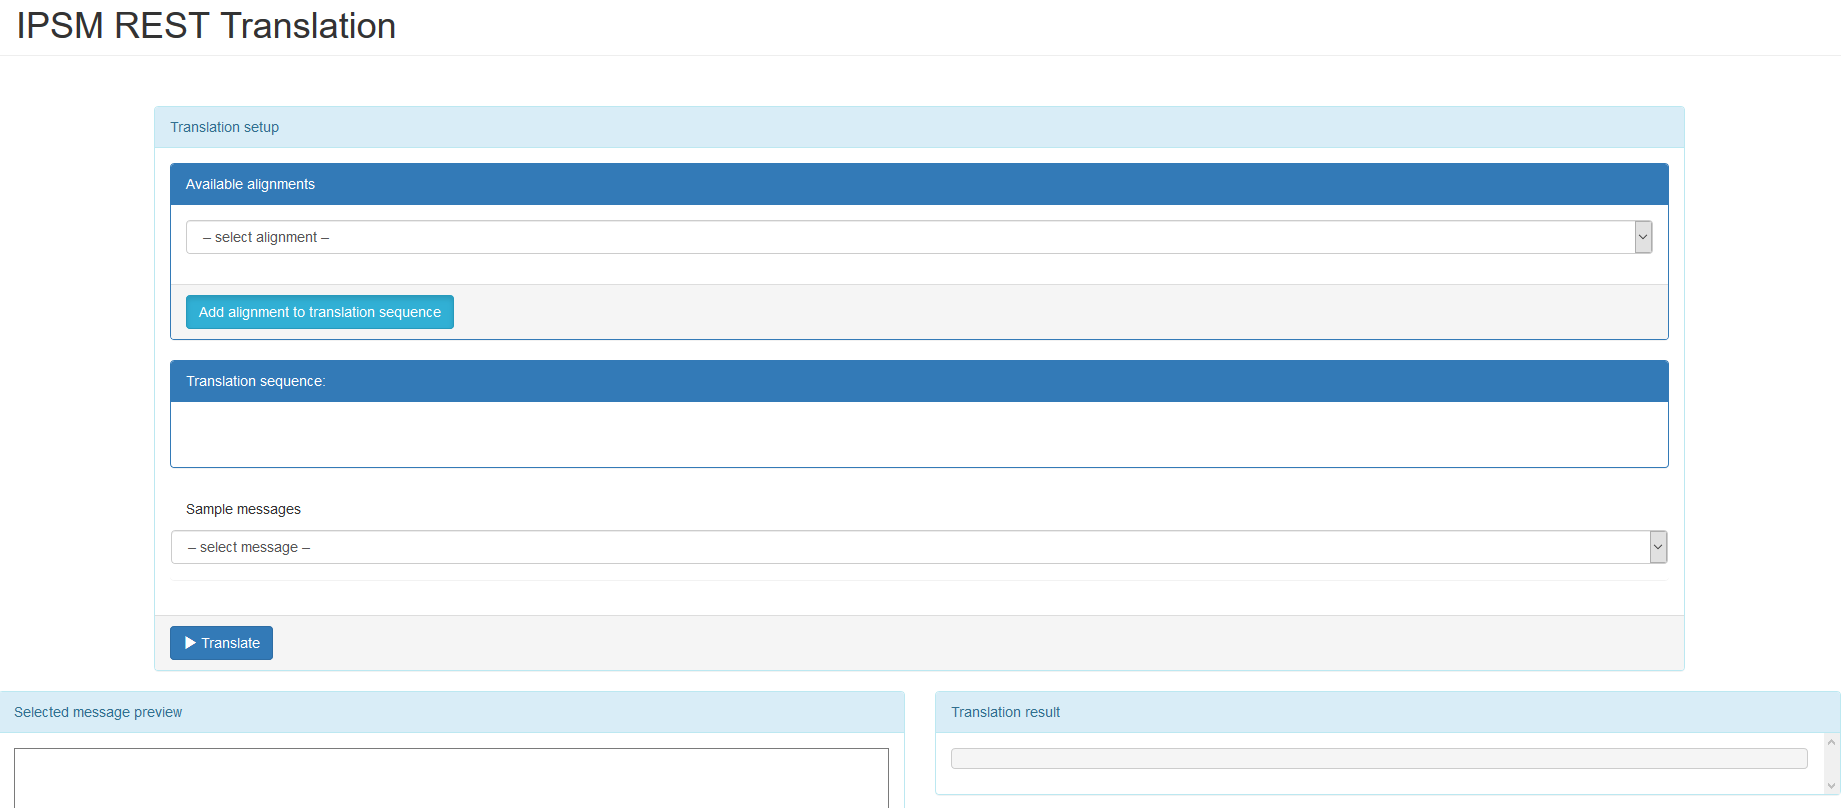 IPSM REST Translation
Translation setup
Available alignments
-- select alignment --
Add alignment to translation sequence
Translation sequence:
Sample messages
-- select message --
Translate
Selected message preview
Translation result